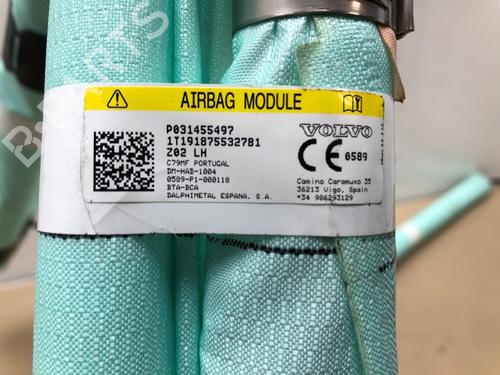 AIRBAG MODULE
P031455497
1T191875532781
Z02 LH
C79MF PORTUGAL
DM-HAB-1004
0589-P1-000118
BTA-BCA
DALPHIMETAL ESPANA, S.A.
VOLVO
CE 0589
Camino Caramuxo 35
36213 Vigo, Spain
+34 986293129